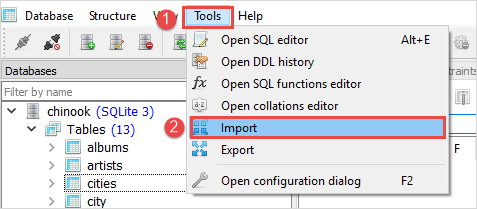 1
Database Structure V Tools Help
Open SQL editor Alt+E
Open DDL history
Databases
fx Open SQL functions editor
Filter by name
a-z Open collations editor
chinook (SQLite 3)
2 Import
Tables (13)
Export
albums
artists
cities
Open configuration dialog F2
city
F